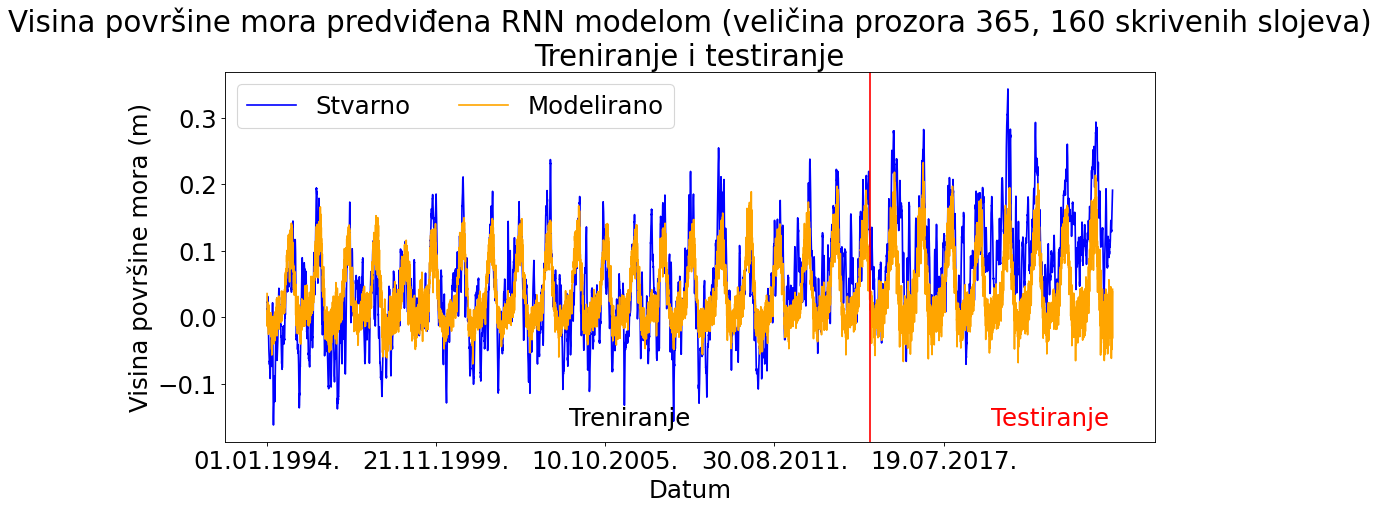 Visina površine mora predviđena RNN modelom (veličina prozora 365, 160 skrivenih slojeva)
Treniranje i testiranje
Stvarno Modelirano
Visina površine mora (m)
0.3
0.2
0.1
0.0
−0.1
Treniranje Testiranje
01.01.1994. 21.11.1999. 10.10.2005. 30.08.2011. 19.07.2017.
Datum